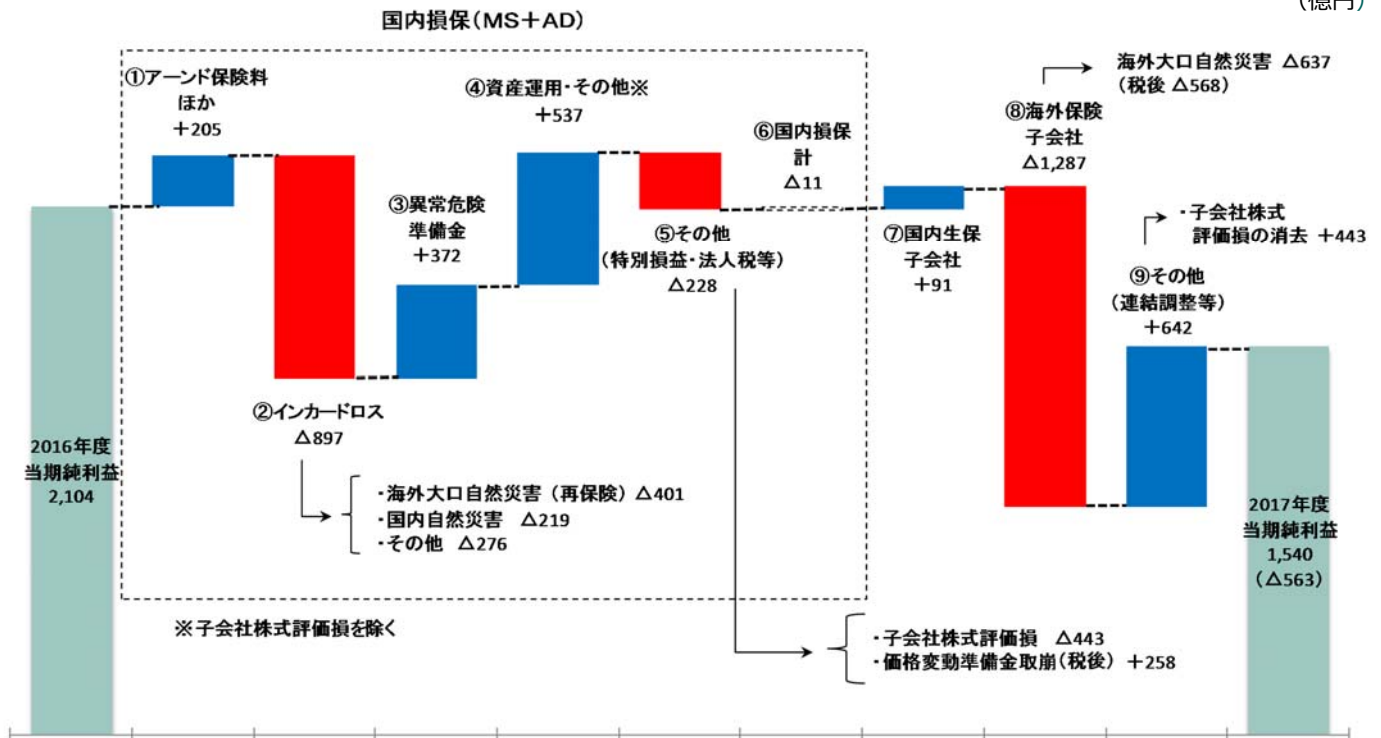 (億円)
国内損保(MS+AD)
①アーンド保険料
ほか
+205
②インカードロス
△897
・海外大口自然災害 (再保険) △401
・国内自然災害 △219
・その他 △276
③異常危険
準備金
+372
④資産運用・その他※
+537
⑤その他
(特別損益・法人税等)
△228
・子会社株式評価損 △443
・価格変動準備金取崩(税後) +258
⑥国内損保
計
△11
⑦国内生保
子会社
+91
⑧海外保険
子会社
△1,287
海外大口自然災害 △637
(税後 △568)
⑨その他
(連結調整等)
+642
・子会社株式
評価損の消去 +443
2016年度
当期純利益
2,104
2017年度
当期純利益
1,540
(△563)
※子会社株式評価損を除く